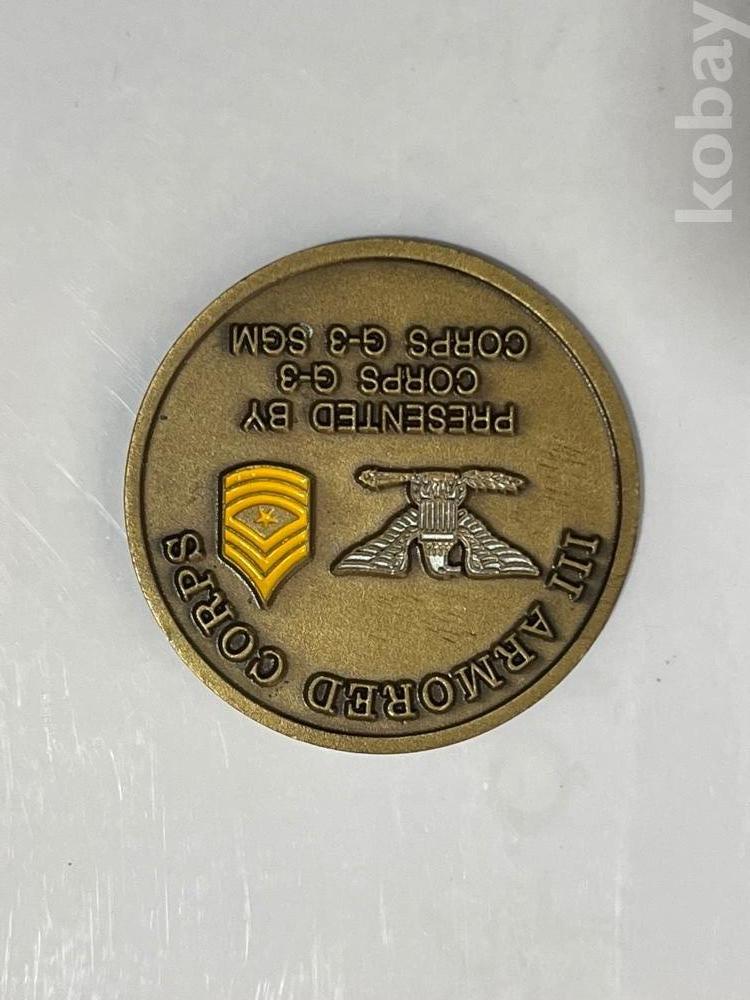 III ARMORED CORPS
PRESENTED BY
CORPS G-3
CORPS G-3 SGM
kobay